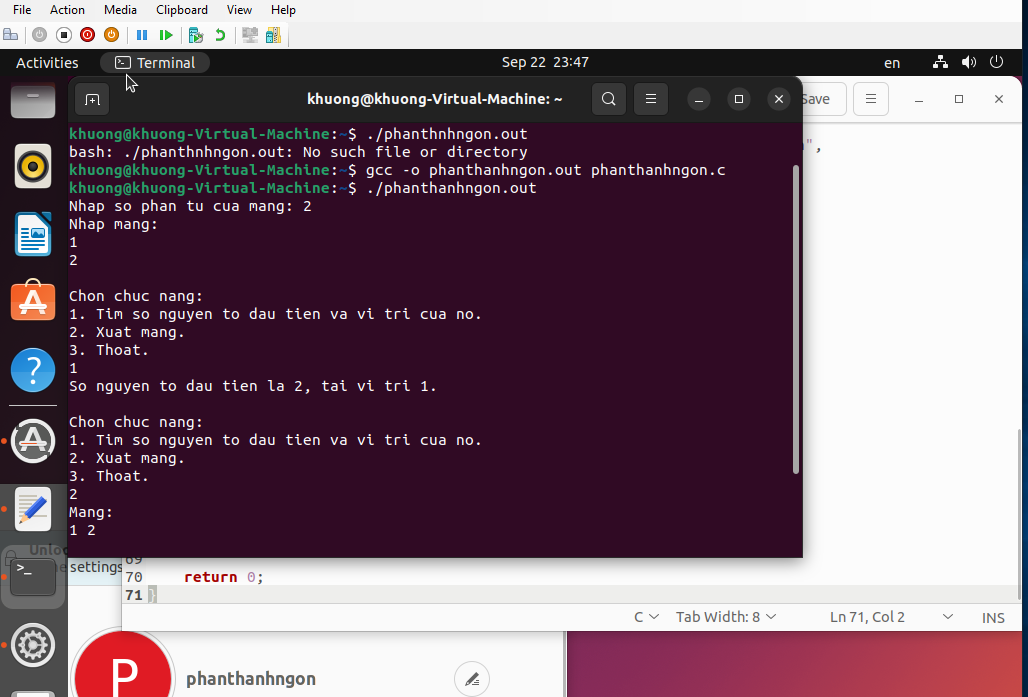 File Action Media Clipboard View Help
Activities Terminal Sep 22 23:47 en
khuong@khuong-Virtual-Machine: ~
Save
khuong@khuong-Virtual-Machine:~$ ./phanthnhngon.out
bash: ./phanthnhngon.out: No such file or directory
khuong@khuong-Virtual-Machine:~$ gcc -o phanthanhngon.out phanthanhngon.c
khuong@khuong-Virtual-Machine:~$ ./phanthanhngon.out
Nhap so phan tu cua mang: 2
Nhap mang:
1
2
Chon chuc nang:
1. Tim so nguyen to dau tien va vi tri cua no.
2. Xuat mang.
3. Thoat.
1
So nguyen to dau tien la 2, tai vi tri 1.
Chon chuc nang:
1. Tim so nguyen to dau tien va vi tri cua no.
2. Xuat mang.
3. Thoat.
2
Mang:
1 2
",
69
settings
70 return 0;
71 }
C Tab Width: 8 Ln 71, Col 2 INS
P
phanthanhngon